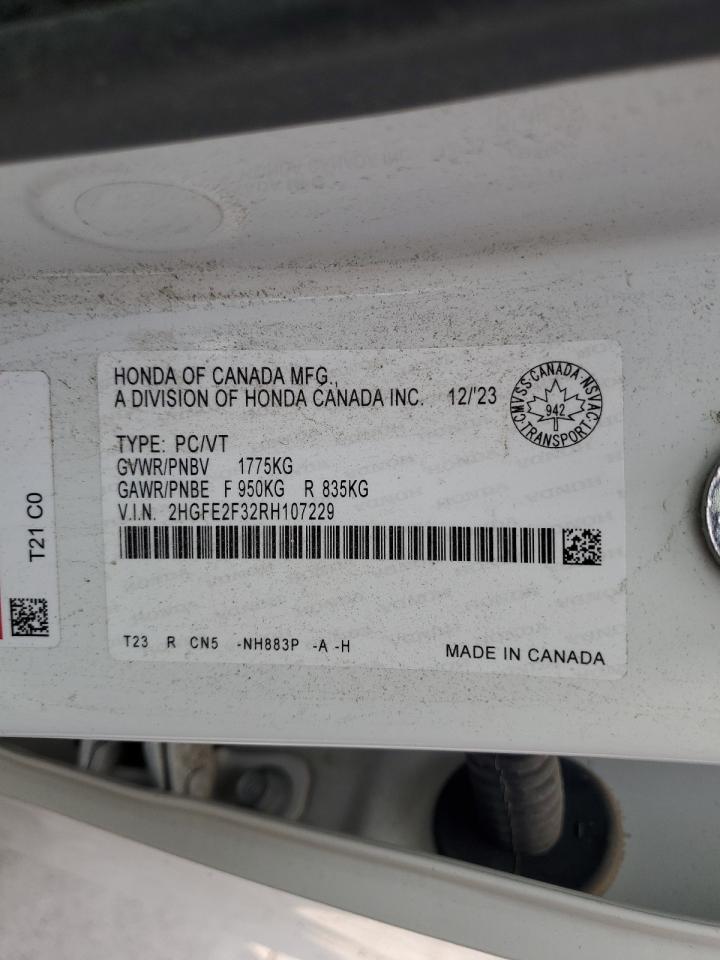 HONDA OF CANADA MFG.,
A DIVISION OF HONDA CANADA INC. 12/'23
CMVSS·CANADA·NSVAC·TRANSPORT·
942
TYPE: PC/VT
GVWR/PNBV 1775KG
GAWR/PNBE F 950KG R 835KG
V.I.N. 2HGFE2F32RH107229
T23 R CN5 -NH883P -A -H
MADE IN CANADA
T21 C0